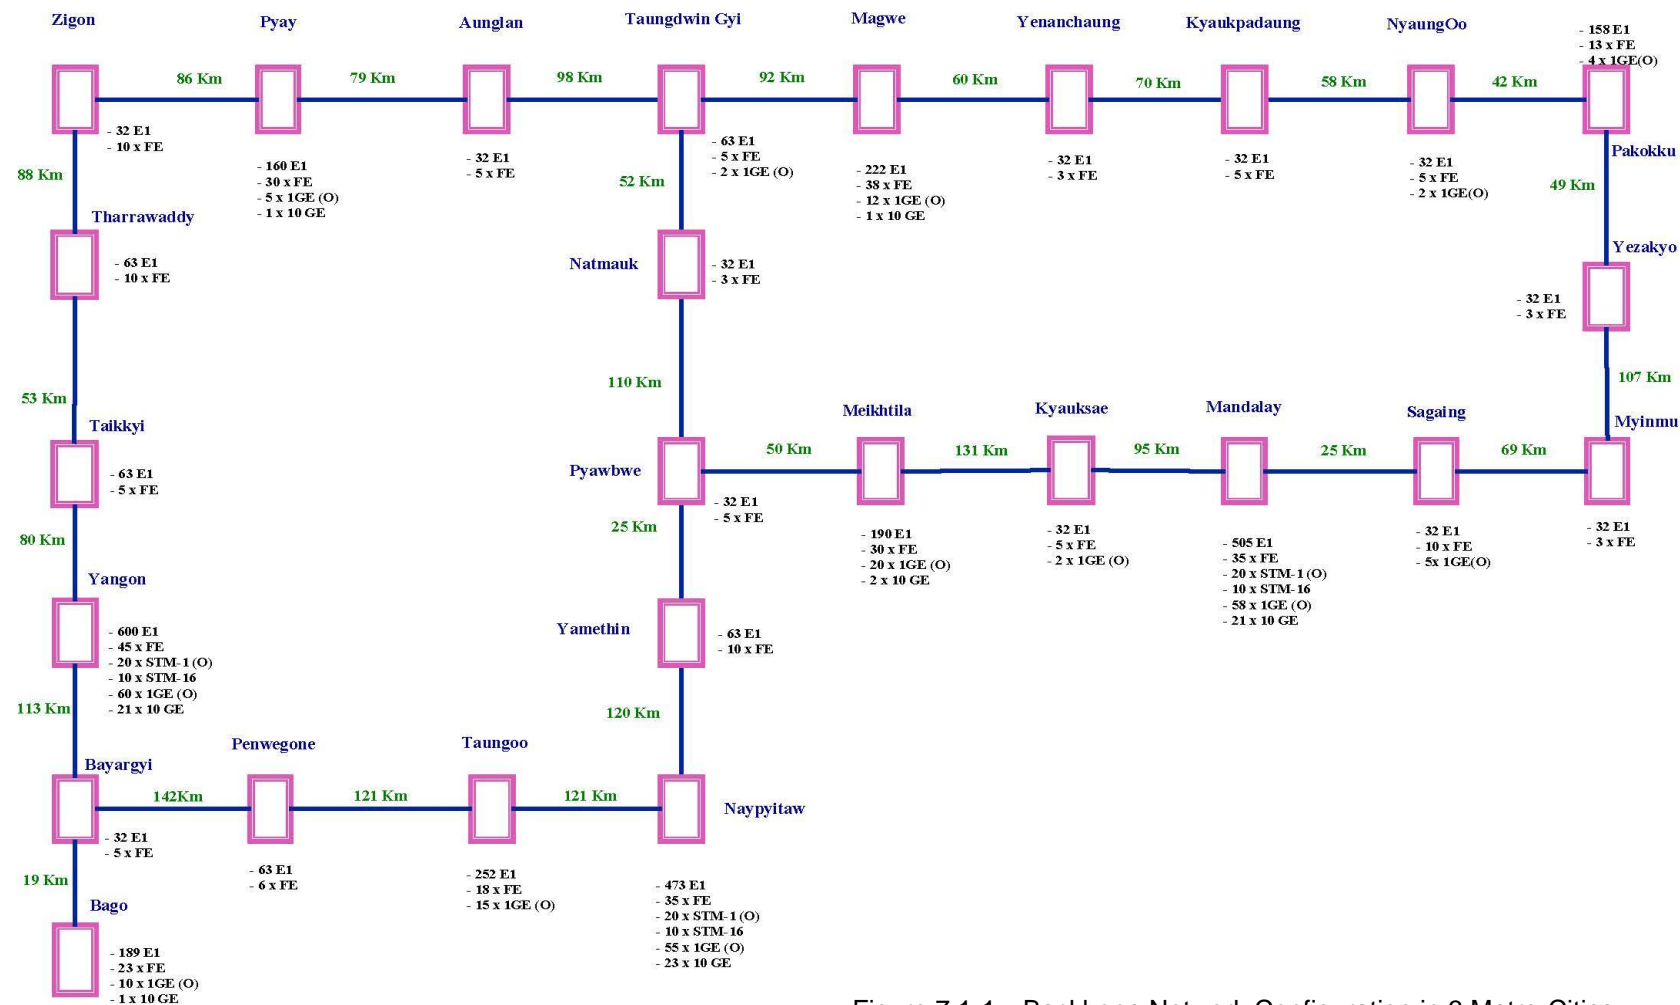 Zigon
Pyay
Aunglan
Taungdwin Gyi
Magwe
Yenanchaung
Kyaukpadaung
NyaungOo
- 158 E1
- 13 x FE
- 4 x 1GE(O)
86 Km
79 Km
98 Km
92 Km
60 Km
70 Km
58 Km
42 Km
- 32 E1
- 10 x FE
- 160 E1
- 30 x FE
- 5 x 1GE (O)
- 1 x 10 GE
- 32 E1
- 5 x FE
- 63 E1
- 5 x FE
- 2 x 1GE (O)
- 222 E1
- 38 x FE
- 12 x 1GE (O)
- 1 x 10 GE
- 32 E1
- 3 x FE
- 32 E1
- 5 x FE
- 32 E1
- 5 x FE
- 2 x 1GE(O)
Pakokku
88 Km
52 Km
49 Km
Tharrawaddy
- 63 E1
- 10 x FE
Natmauk
- 32 E1
- 3 x FE
Yezakyo
- 32 E1
- 3 x FE
53 Km
110 Km
107 Km
Taikkyi
- 63 E1
- 5 x FE
Pyawbwe
- 32 E1
- 5 x FE
50 Km
Meikhtila
- 190 E1
- 30 x FE
- 20 x 1GE (O)
- 2 x 10 GE
131 Km
Kyauksae
- 32 E1
- 5 x FE
- 2 x 1GE (O)
95 Km
Mandalay
- 505 E1
- 35 x FE
- 20 x STM-1 (O)
- 10 x STM-16
- 58 x 1GE (O)
- 21 x 10 GE
25 Km
Sagaing
- 32 E1
- 10 x FE
- 5x 1GE(O)
69 Km
Myinmu
- 32 E1
- 3 x FE
80 Km
25 Km
Yangon
- 600 E1
- 45 x FE
- 20 x STM-1 (O)
- 10 x STM-16
- 60 x 1GE (O)
- 21 x 10 GE
Yamethin
- 63 E1
- 10 x FE
113 Km
120 Km
Bayargyi
- 32 E1
- 5 x FE
142Km
Penwegone
- 63 E1
- 6 x FE
121 Km
Taungoo
- 252 E1
- 18 x FE
- 15 x 1GE (O)
121 Km
Naypyitaw
- 473 E1
- 35 x FE
- 20 x STM-1 (O)
- 10 x STM-16
- 55 x 1GE (O)
- 23 x 10 GE
19 Km
Bago
- 189 E1
- 23 x FE
- 10 x 1GE (O)
- 1 x 10 GE